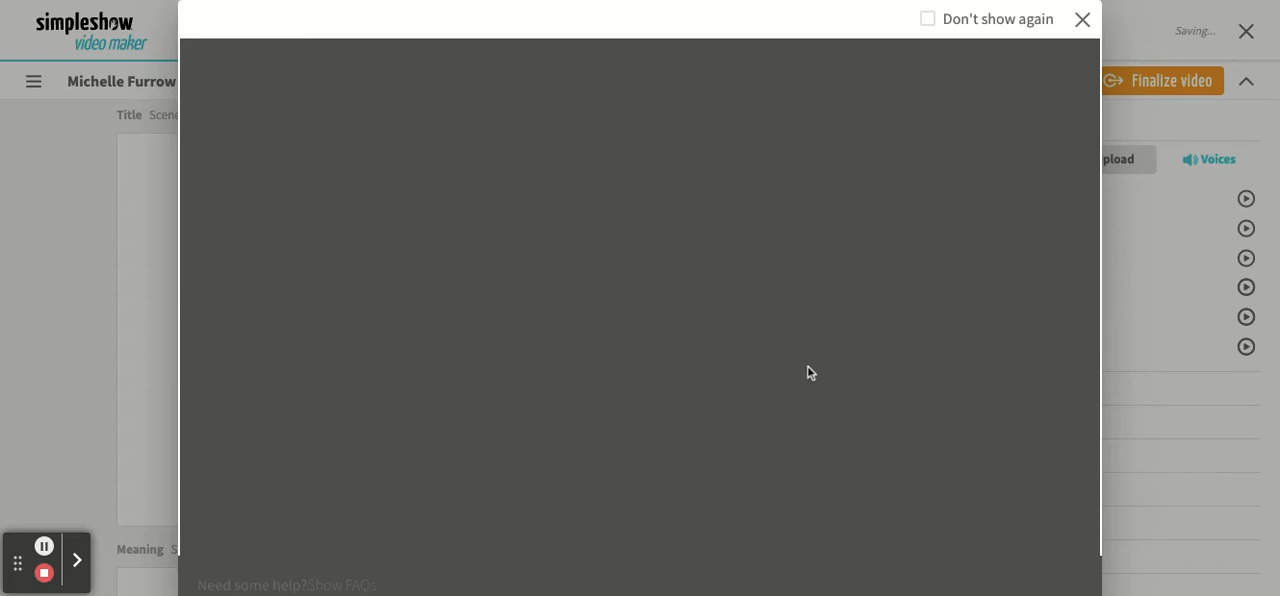 Don't show again
simpleshow
video maker
Saving...
Michelle Furrow
Finalize video
Title Scene
pload
Voices
Meaning S
Need some help? Show FAQs